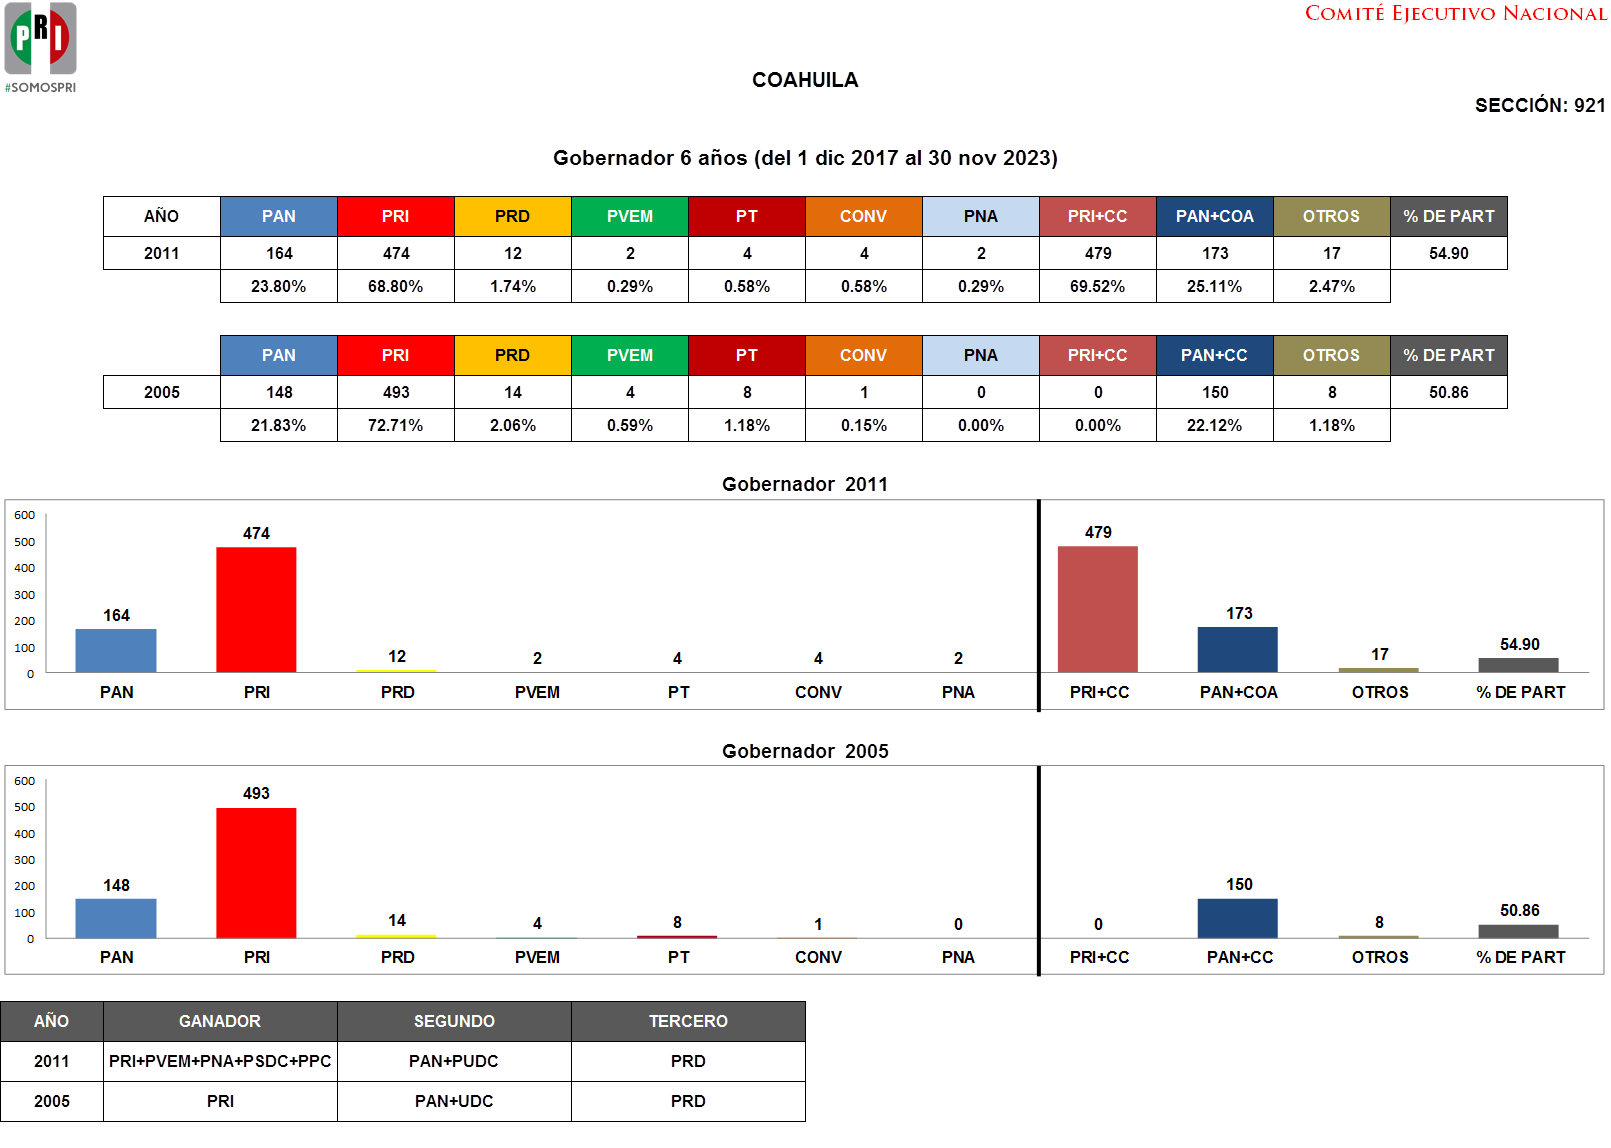 PRI
#SOMOSPRI
COMITÉ EJECUTIVO NACIONAL
COAHUILA
SECCIÓN: 921
Gobernador 6 años (del 1 dic 2017 al 30 nov 2023)
AÑO PAN PRI PRD PVEM PT CONV PNA PRI+CC PAN+COA OTROS % DE PART
2011 164 474 12 2 4 4 2 479 173 17 54.90
23.80% 68.80% 1.74% 0.29% 0.58% 0.58% 0.29% 69.52% 25.11% 2.47%
PAN PRI PRD PVEM PT CONV PNA PRI+CC PAN+CC OTROS % DE PART
2005 148 493 14 4 8 1 0 0 150 8 50.86
21.83% 72.71% 2.06% 0.59% 1.18% 0.15% 0.00% 0.00% 22.12% 1.18%
Gobernador 2011
600
500
400
300
200
100
0
164 474 12 2 4 4 2 479 173 17 54.90
PAN PRI PRD PVEM PT CONV PNA PRI+CC PAN+COA OTROS % DE PART
Gobernador 2005
600
500
400
300
200
100
0
148 493 14 4 8 1 0 0 150 8 50.86
PAN PRI PRD PVEM PT CONV PNA PRI+CC PAN+CC OTROS % DE PART
AÑO GANADOR SEGUNDO TERCERO
2011 PRI+PVEM+PNA+PSDC+PPC PAN+PUDC PRD
2005 PRI PAN+UDC PRD